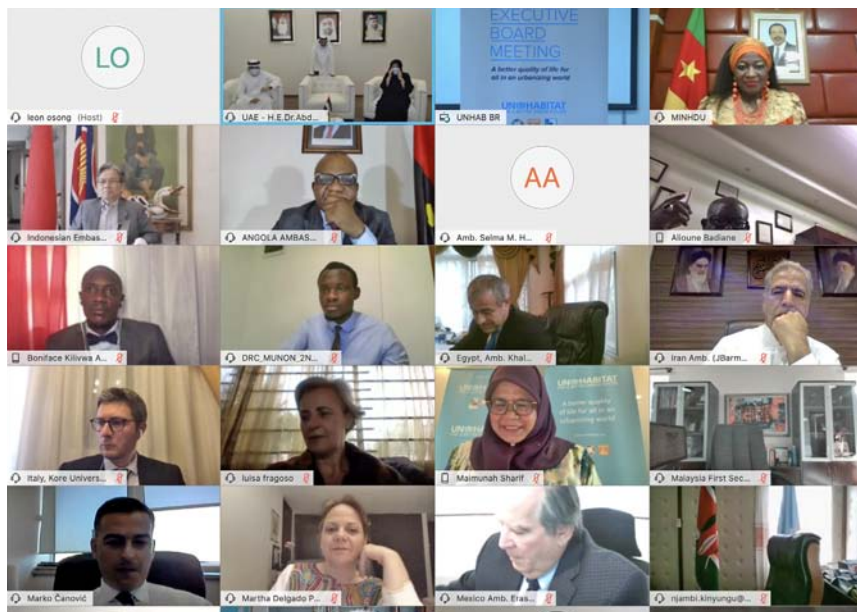 LO
leon osong (Host)
UAE - H.E.Dr.Abd...
EXECUTIVE
BOARD
MEETING
A better quality of life for
all in an urbanising world
UN HABITAT
UNHAB BR
MINHDU
Indonesian Embas...
ANGOLA AMBAS...
AA
Amb. Selma M. H...
Alioune Badiane
Boniface Kilivwa A...
DRC_MUNON_2N...
Egypt, Amb. Khal...
Iran Amb. (JBarm...
Italy, Kore Univers...
luisa fragoso
UN HABITAT
A better quality
of life for all in an
urbanising world
Maimunah Sharif
Malaysia First Sec...
Marko Čanović
Martha Delgado P...
Mexico Amb. Eras...
njambi.kinyungu@...